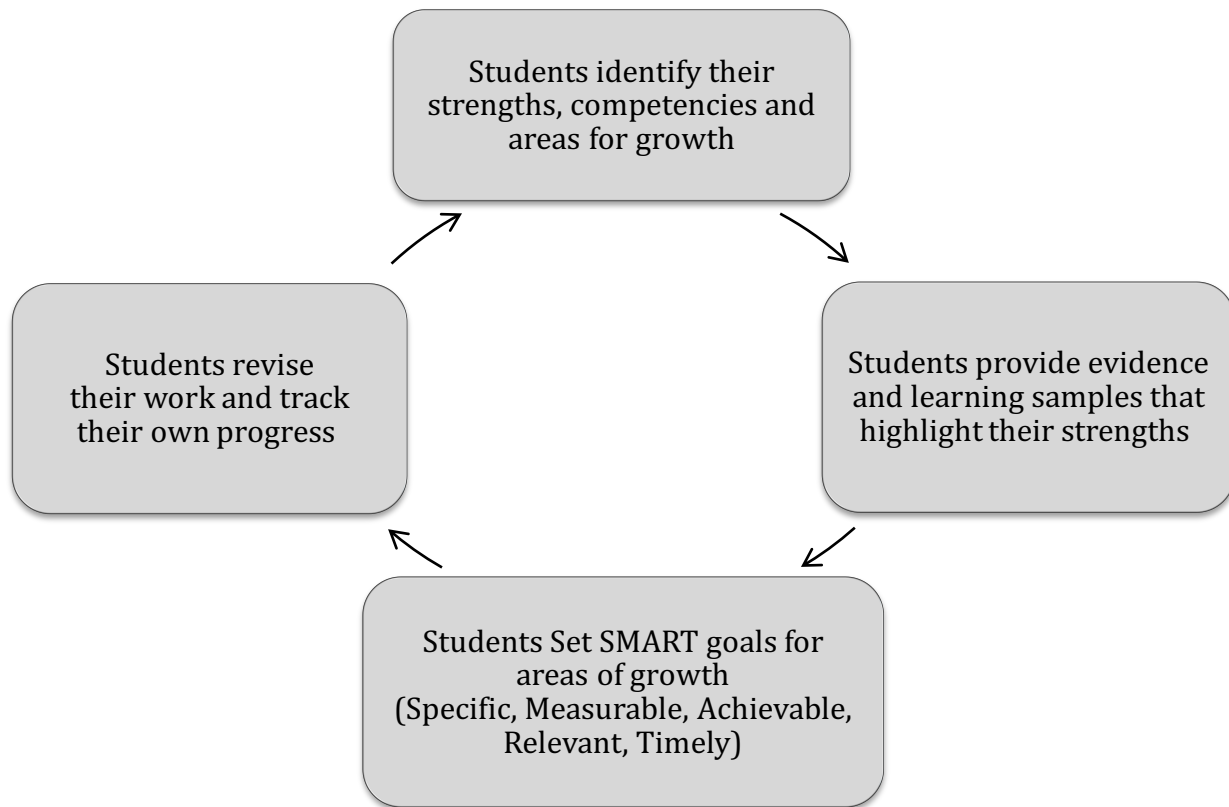 Students identify their
strengths, competencies and
areas for growth
Students provide evidence
and learning samples that
highlight their strengths
Students Set SMART goals for
areas of growth
(Specific, Measurable, Achievable,
Relevant, Timely)
Students revise
their work and track
their own progress